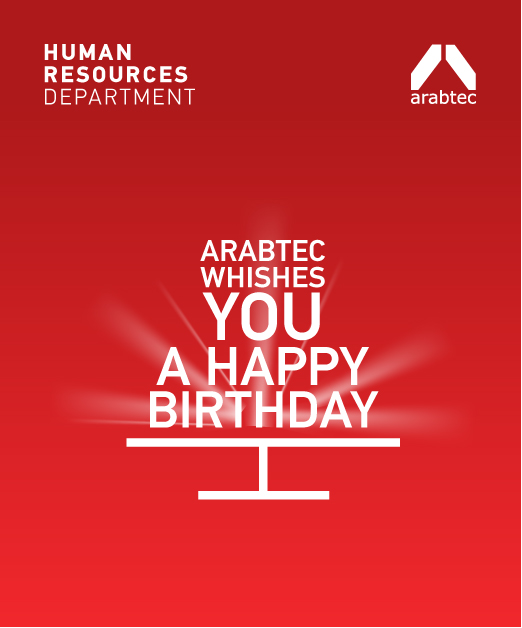 HUMAN
RESOURCES
DEPARTMENT
arabtec
ARABTEC
WHISHES
YOU
A HAPPY
BIRTHDAY